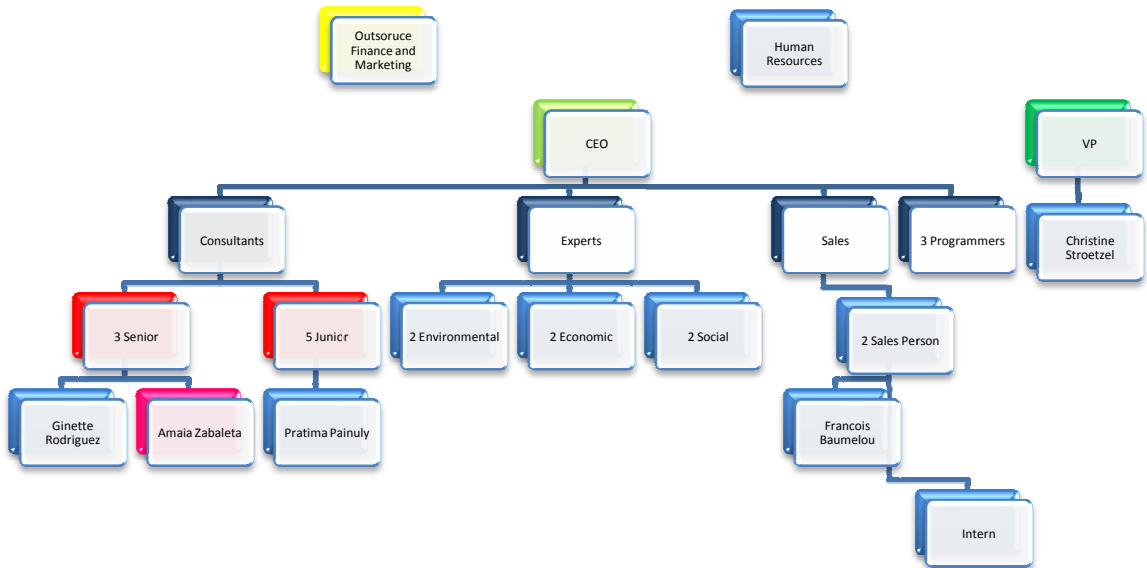 Outsoruce
Finance and
Marketing
Human
Resources
CEO
VP
Consultants
Experts
Sales
3 Programmers
Christine
Stroetzel
3 Senior
5 Junior
2 Environmental
2 Economic
2 Social
2 Sales Person
Ginette
Rodriguez
Amaia Zabaleta
Pratima Painuly
Francois
Baumelou
Intern